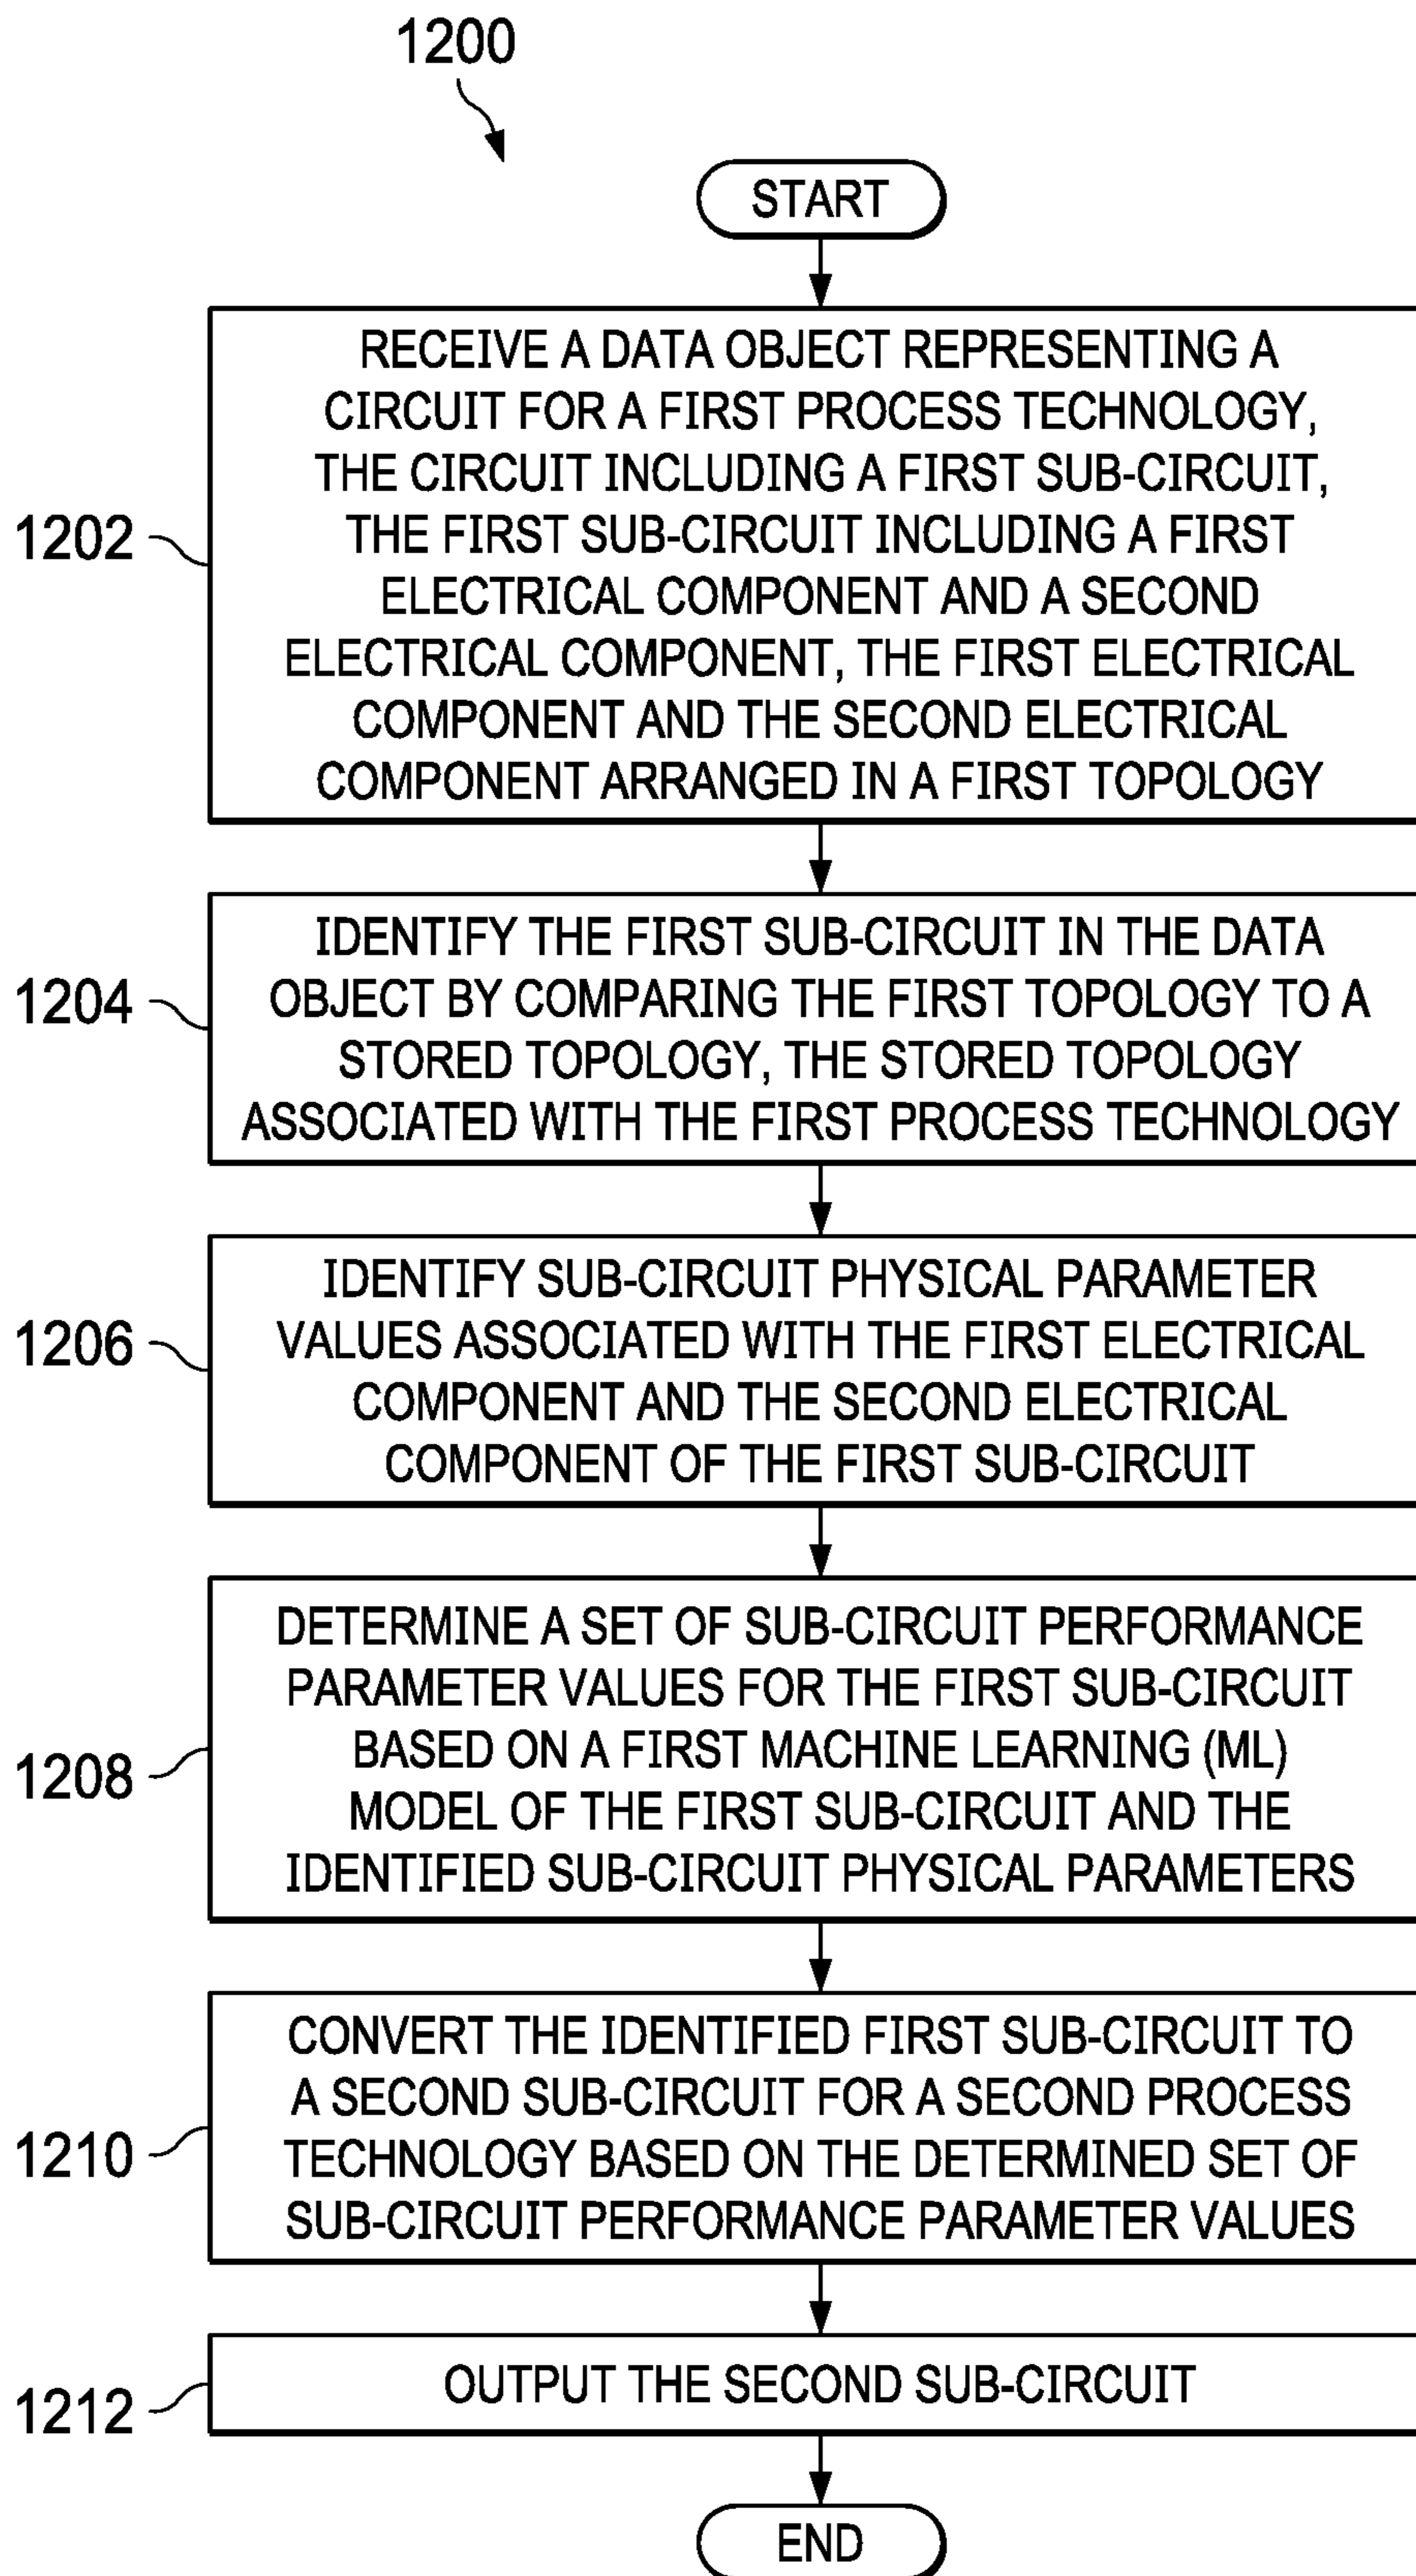 1200
START
RECEIVE A DATA OBJECT REPRESENTING A
CIRCUIT FOR A FIRST PROCESS TECHNOLOGY,
THE CIRCUIT INCLUDING A FIRST SUB-CIRCUIT,
THE FIRST SUB-CIRCUIT INCLUDING A FIRST
ELECTRICAL COMPONENT AND A SECOND
ELECTRICAL COMPONENT, THE FIRST ELECTRICAL
COMPONENT AND THE SECOND ELECTRICAL
COMPONENT ARRANGED IN A FIRST TOPOLOGY
1202
IDENTIFY THE FIRST SUB-CIRCUIT IN THE DATA
OBJECT BY COMPARING THE FIRST TOPOLOGY TO A
STORED TOPOLOGY, THE STORED TOPOLOGY
ASSOCIATED WITH THE FIRST PROCESS TECHNOLOGY
1204
IDENTIFY SUB-CIRCUIT PHYSICAL PARAMETER
VALUES ASSOCIATED WITH THE FIRST ELECTRICAL
COMPONENT AND THE SECOND ELECTRICAL
COMPONENT OF THE FIRST SUB-CIRCUIT
1206
DETERMINE A SET OF SUB-CIRCUIT PERFORMANCE
PARAMETER VALUES FOR THE FIRST SUB-CIRCUIT
BASED ON A FIRST MACHINE LEARNING (ML)
MODEL OF THE FIRST SUB-CIRCUIT AND THE
IDENTIFIED SUB-CIRCUIT PHYSICAL PARAMETERS
1208
CONVERT THE IDENTIFIED FIRST SUB-CIRCUIT TO
A SECOND SUB-CIRCUIT FOR A SECOND PROCESS
TECHNOLOGY BASED ON THE DETERMINED SET OF
SUB-CIRCUIT PERFORMANCE PARAMETER VALUES
1210
OUTPUT THE SECOND SUB-CIRCUIT
1212
END